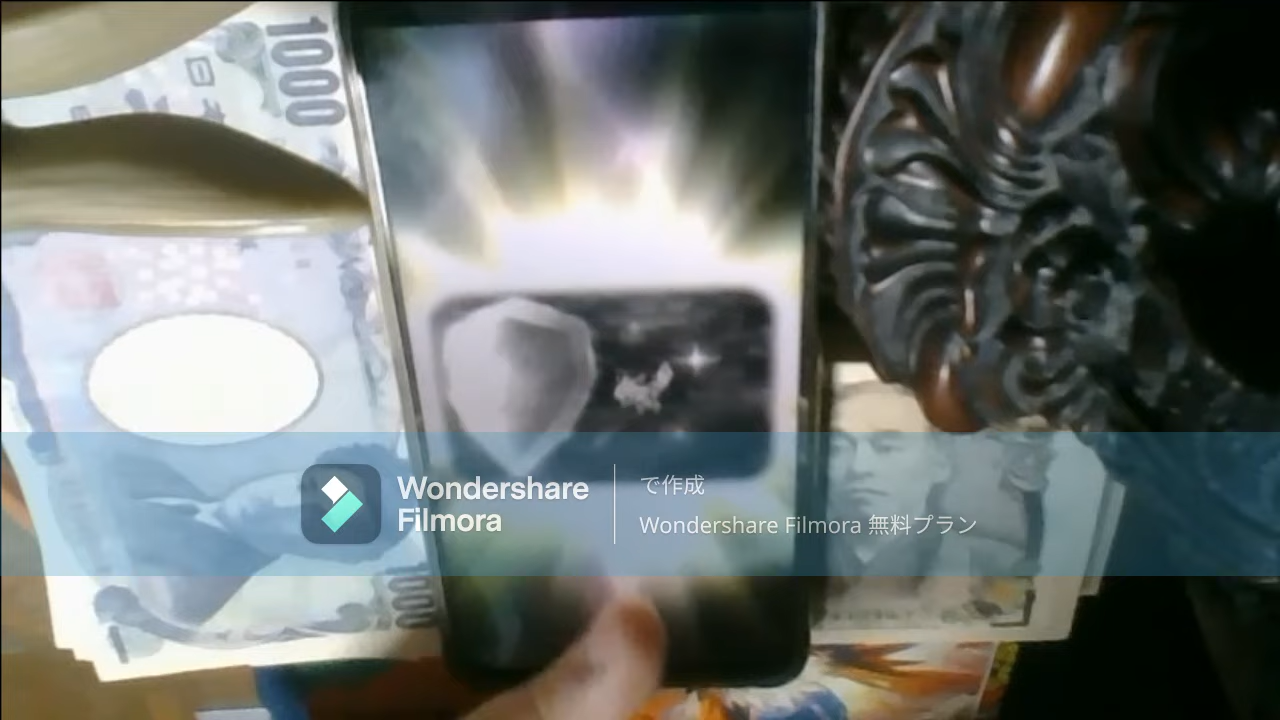 1000
Wondershare
Filmora
で作成
Wondershare Filmora 無料プラン
1000